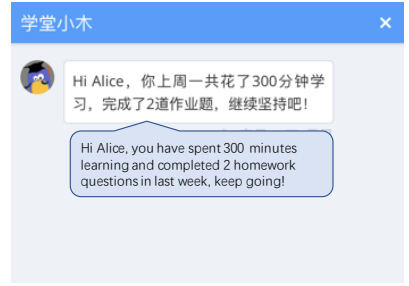 学堂小木
×
Hi Alice，你上周一共花了300分钟学
习，完成了2道作业题，继续坚持吧！
Hi Alice, you have spent 300 minutes
learning and completed 2 homework
questions in last week, keep going!